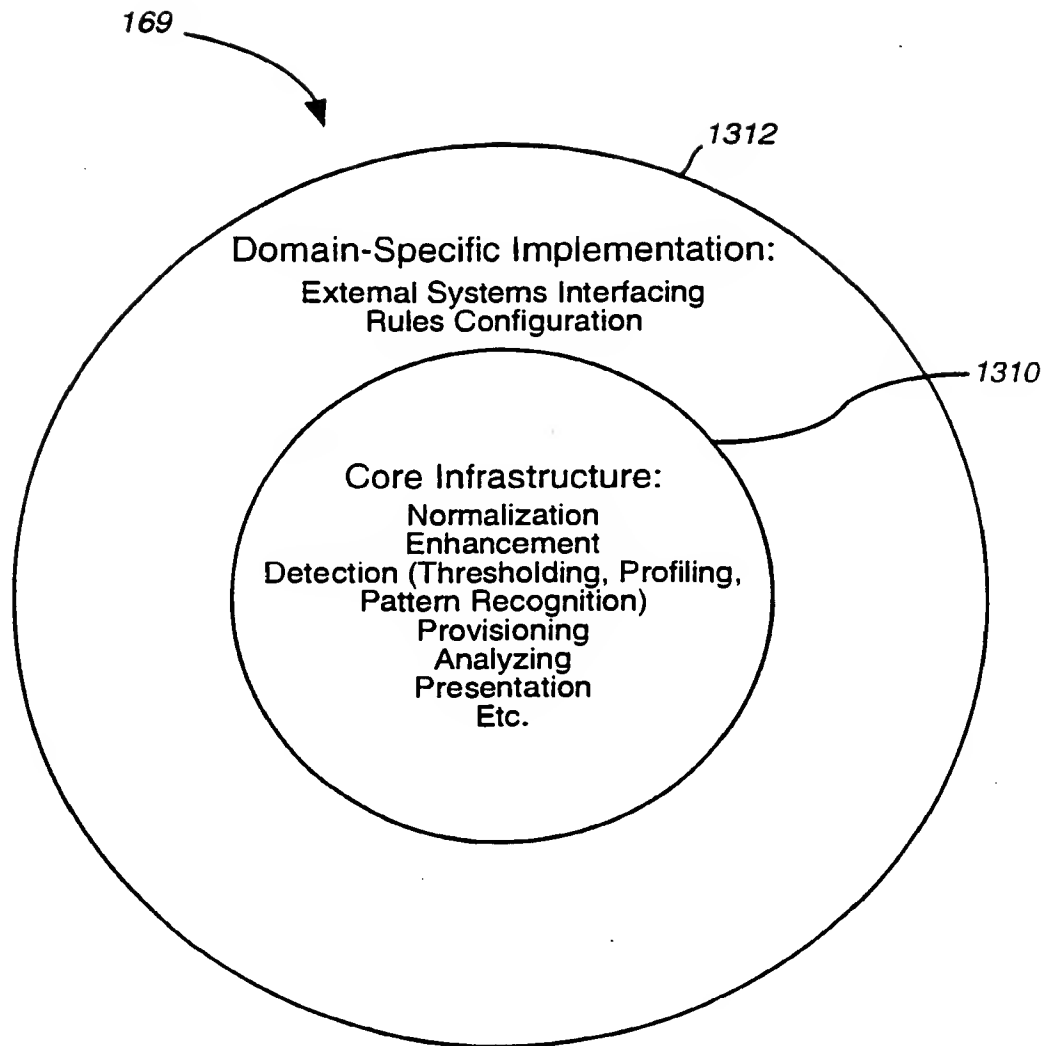 169
1312
Domain-Specific Implementation:
External Systems Interfacing
Rules Configuration
1310
Core Infrastructure:
Normalization
Enhancement
Detection (Thresholding, Profiling,
Pattern Recognition)
Provisioning
Analyzing
Presentation
Etc.